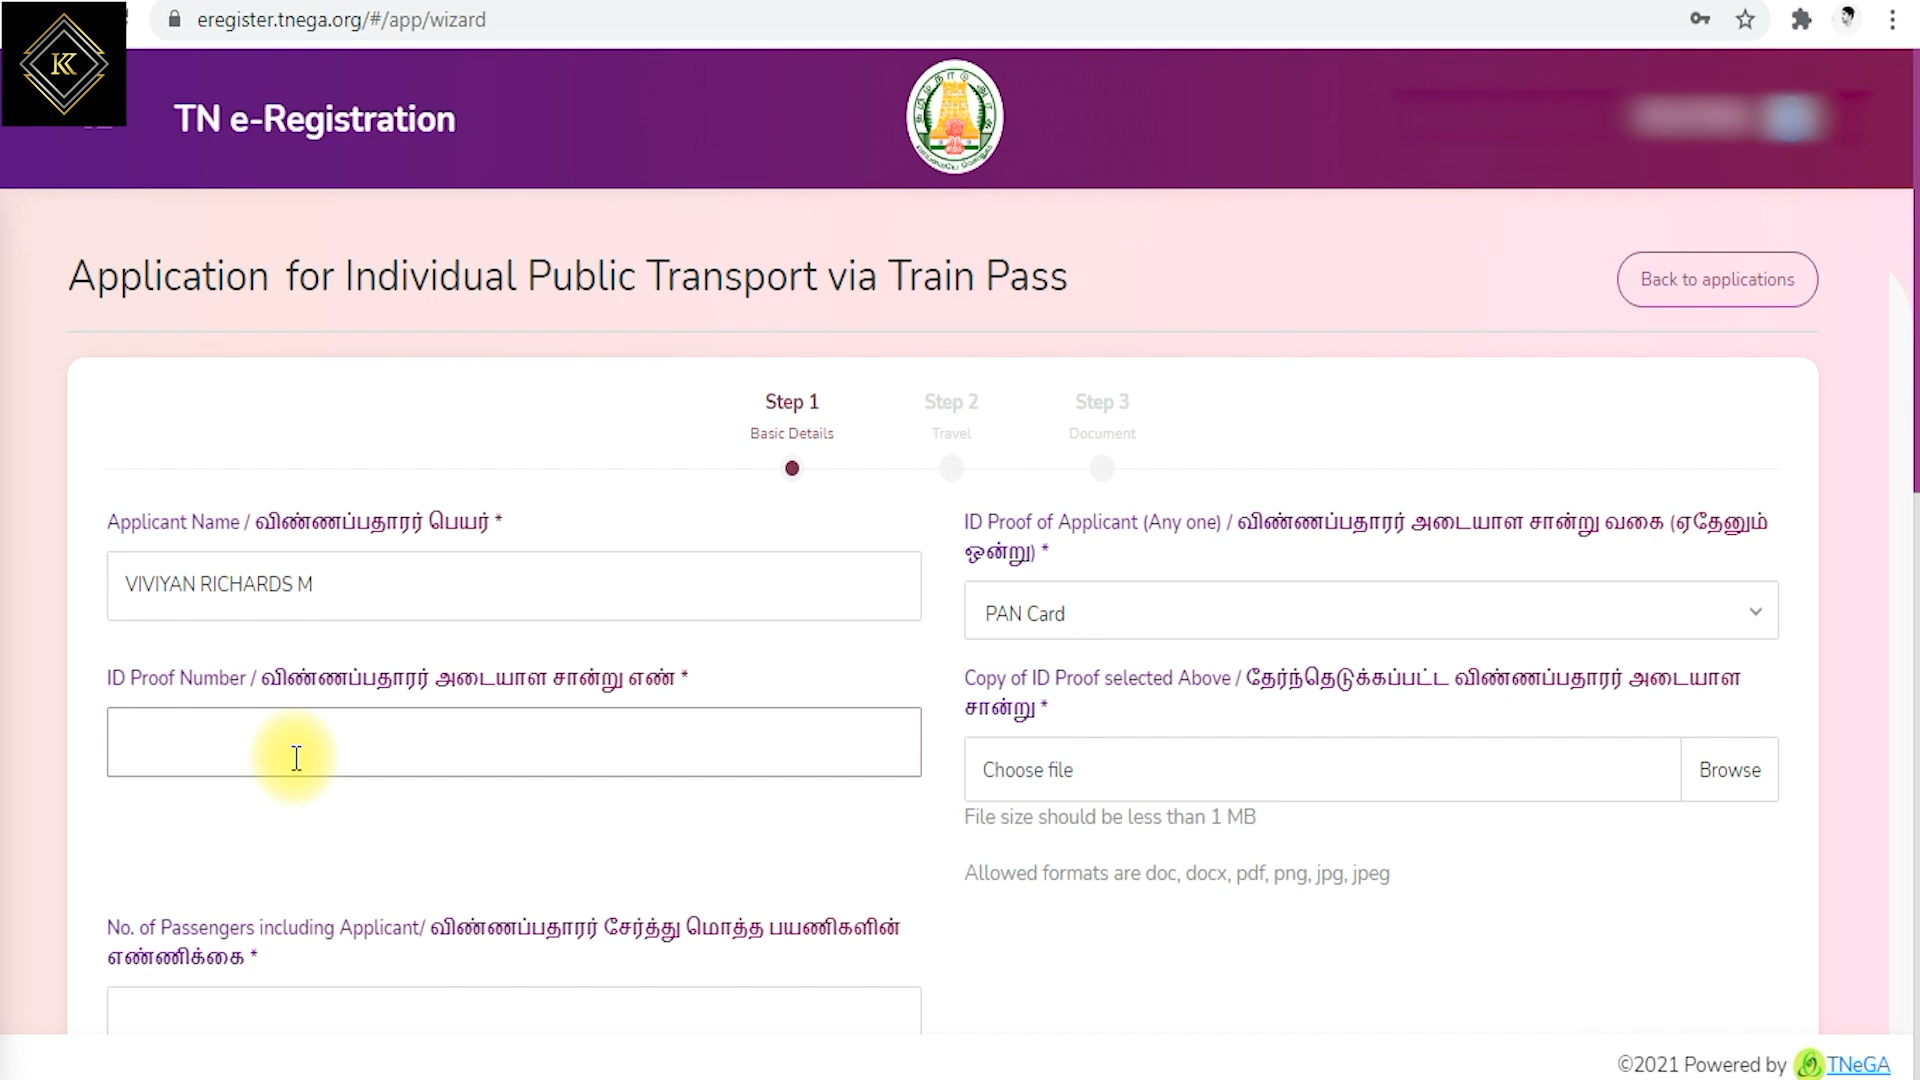 eregister.tnega.org/#/app/wizard
K
TN e-Registration
Application for Individual Public Transport via Train Pass
Back to applications
Step 1
Step 2
Step 3
Basic Details
Travel
Document
Applicant Name / விண்ணப்பதாரர் பெயர் *
VIVIYAN RICHARDS M
ID Proof of Applicant (Any one) / விண்ணப்பதாரர் அடையாள சான்று வகை (ஏதேனும்
ஒன்று) *
PAN Card
ID Proof Number / விண்ணப்பதாரர் அடையாள சான்று எண் *
Copy of ID Proof selected Above / தேர்ந்தெடுக்கப்பட்ட விண்ணப்பதாரர் அடையாள
சான்று *
Choose file
Browse
File size should be less than 1 MB
Allowed formats are doc, docx, pdf, png, jpg, jpeg
No. of Passengers including Applicant/ விண்ணப்பதாரர் சேர்த்து மொத்த பயணிகளின்
எண்ணிக்கை *
©2021 Powered by TNeGA